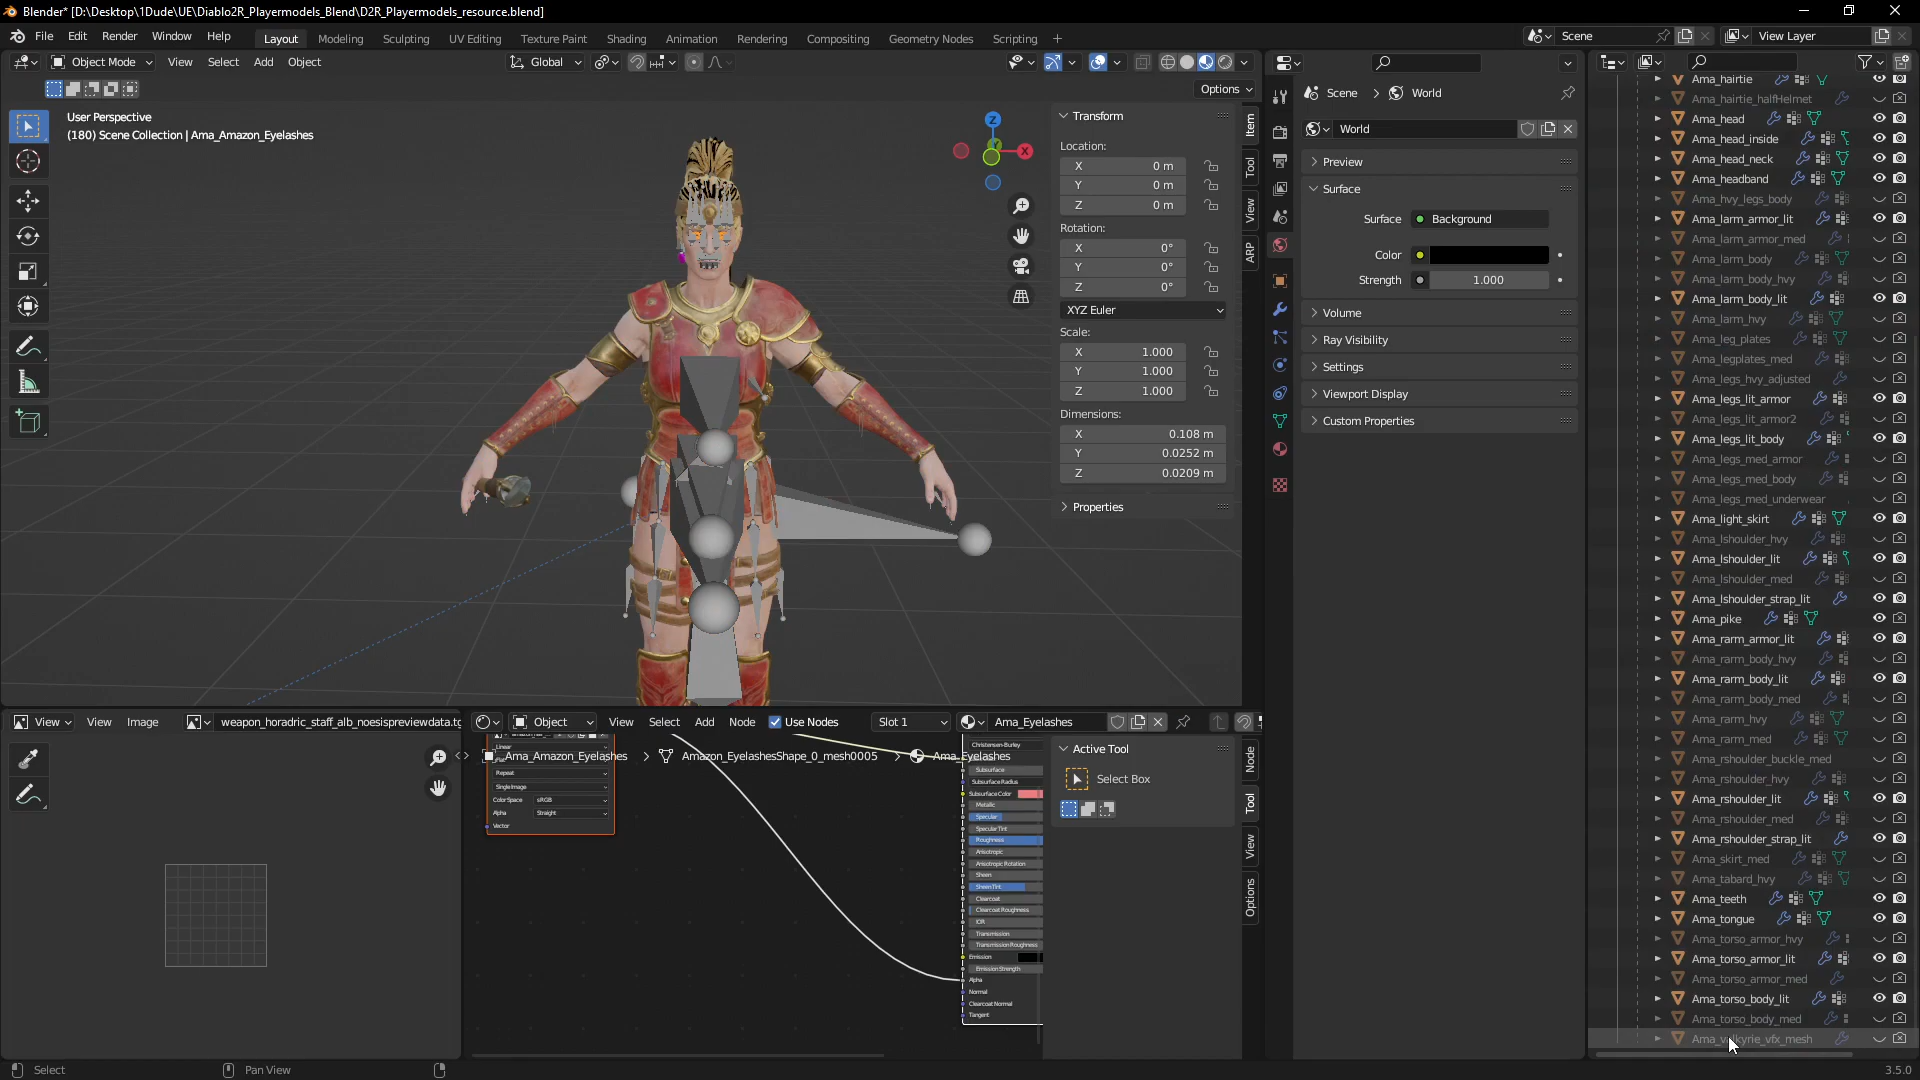 Blender* [D:\Desktop\1Dude\UE\Diablo2R_Playermodels_Blend\D2R_Playermodels_resource.blend]
File Edit Render Window Help Layout Modeling Sculpting UV Editing Texture Paint Shading Animation Rendering Compositing Geometry Nodes Scripting + Scene View Layer
Object Mode View Select Add Object Global
Options
User Perspective
(180) Scene Collection | Ama_Amazon_Eyelashes
Z
X
Transform
Location:
X 0 m
Y 0 m
Z 0 m
Rotation:
X 0°
Y 0°
Z 0°
XYZ Euler
Scale:
X 1.000
Y 1.000
Z 1.000
Dimensions:
X 0.108 m
Y 0.0252 m
Z 0.0209 m
Properties
Item
Tool
View
ARP
Scene > World
World
Preview
Surface
Surface Background
Color
Strength 1.000
Volume
Ray Visibility
Settings
Viewport Display
Custom Properties
Ama_hairtie
Ama_hairtie_halfHelmet
Ama_head
Ama_head_inside
Ama_head_neck
Ama_headband
Ama_hvy_legs_body
Ama_larm_armor_lit
Ama_larm_armor_med
Ama_larm_body
Ama_larm_body_hvy
Ama_larm_body_lit
Ama_larm_hvy
Ama_leg_plates
Ama_legplates_med
Ama_legs_hvy_adjusted
Ama_legs_lit_armor
Ama_legs_lit_armor2
Ama_legs_lit_body
Ama_legs_med_armor
Ama_legs_med_body
Ama_legs_med_underwear
Ama_light_skirt
Ama_lshoulder_hvy
Ama_lshoulder_lit
Ama_lshoulder_med
Ama_lshoulder_strap_lit
Ama_pike
Ama_rarm_armor_lit
Ama_rarm_body_hvy
Ama_rarm_body_lit
Ama_rarm_body_med
Ama_rarm_hvy
Ama_rarm_med
Ama_rshoulder_buckle_med
Ama_rshoulder_hvy
Ama_rshoulder_lit
Ama_rshoulder_med
Ama_rshoulder_strap_lit
Ama_skirt_med
Ama_tabard_hvy
Ama_teeth
Ama_tongue
Ama_torso_armor_hvy
Ama_torso_armor_lit
Ama_torso_armor_med
Ama_torso_body_lit
Ama_torso_body_med
Ama_valkyrie_vfx_mesh
View View Image weapon_horadric_staff_alb_noesispreviewdata.tg
Object View Select Add Node Use Nodes Slot 1 Ama_Eyelashes
Ama_Amazon_Eyelashes > Amazon_EyelashesShape_0_mesh0005 > Ama_Eyelashes
Linear
Repeat
Single Image
Color Space sRGB
Alpha Straight
Vector
Christensen-Burley
Subsurface
Subsurface Radius
Subsurface Color
Metallic
Specular
Specular Tint
Roughness
Anisotropic
Anisotropic Rotation
Sheen
Sheen Tint
Clearcoat
Clearcoat Roughness
IOR
Transmission
Transmission Roughness
Emission
Emission Strength
Alpha
Normal
Clearcoat Normal
Tangent
Active Tool
Select Box
Node
Tool
View
Options
Select Pan View 3.5.0